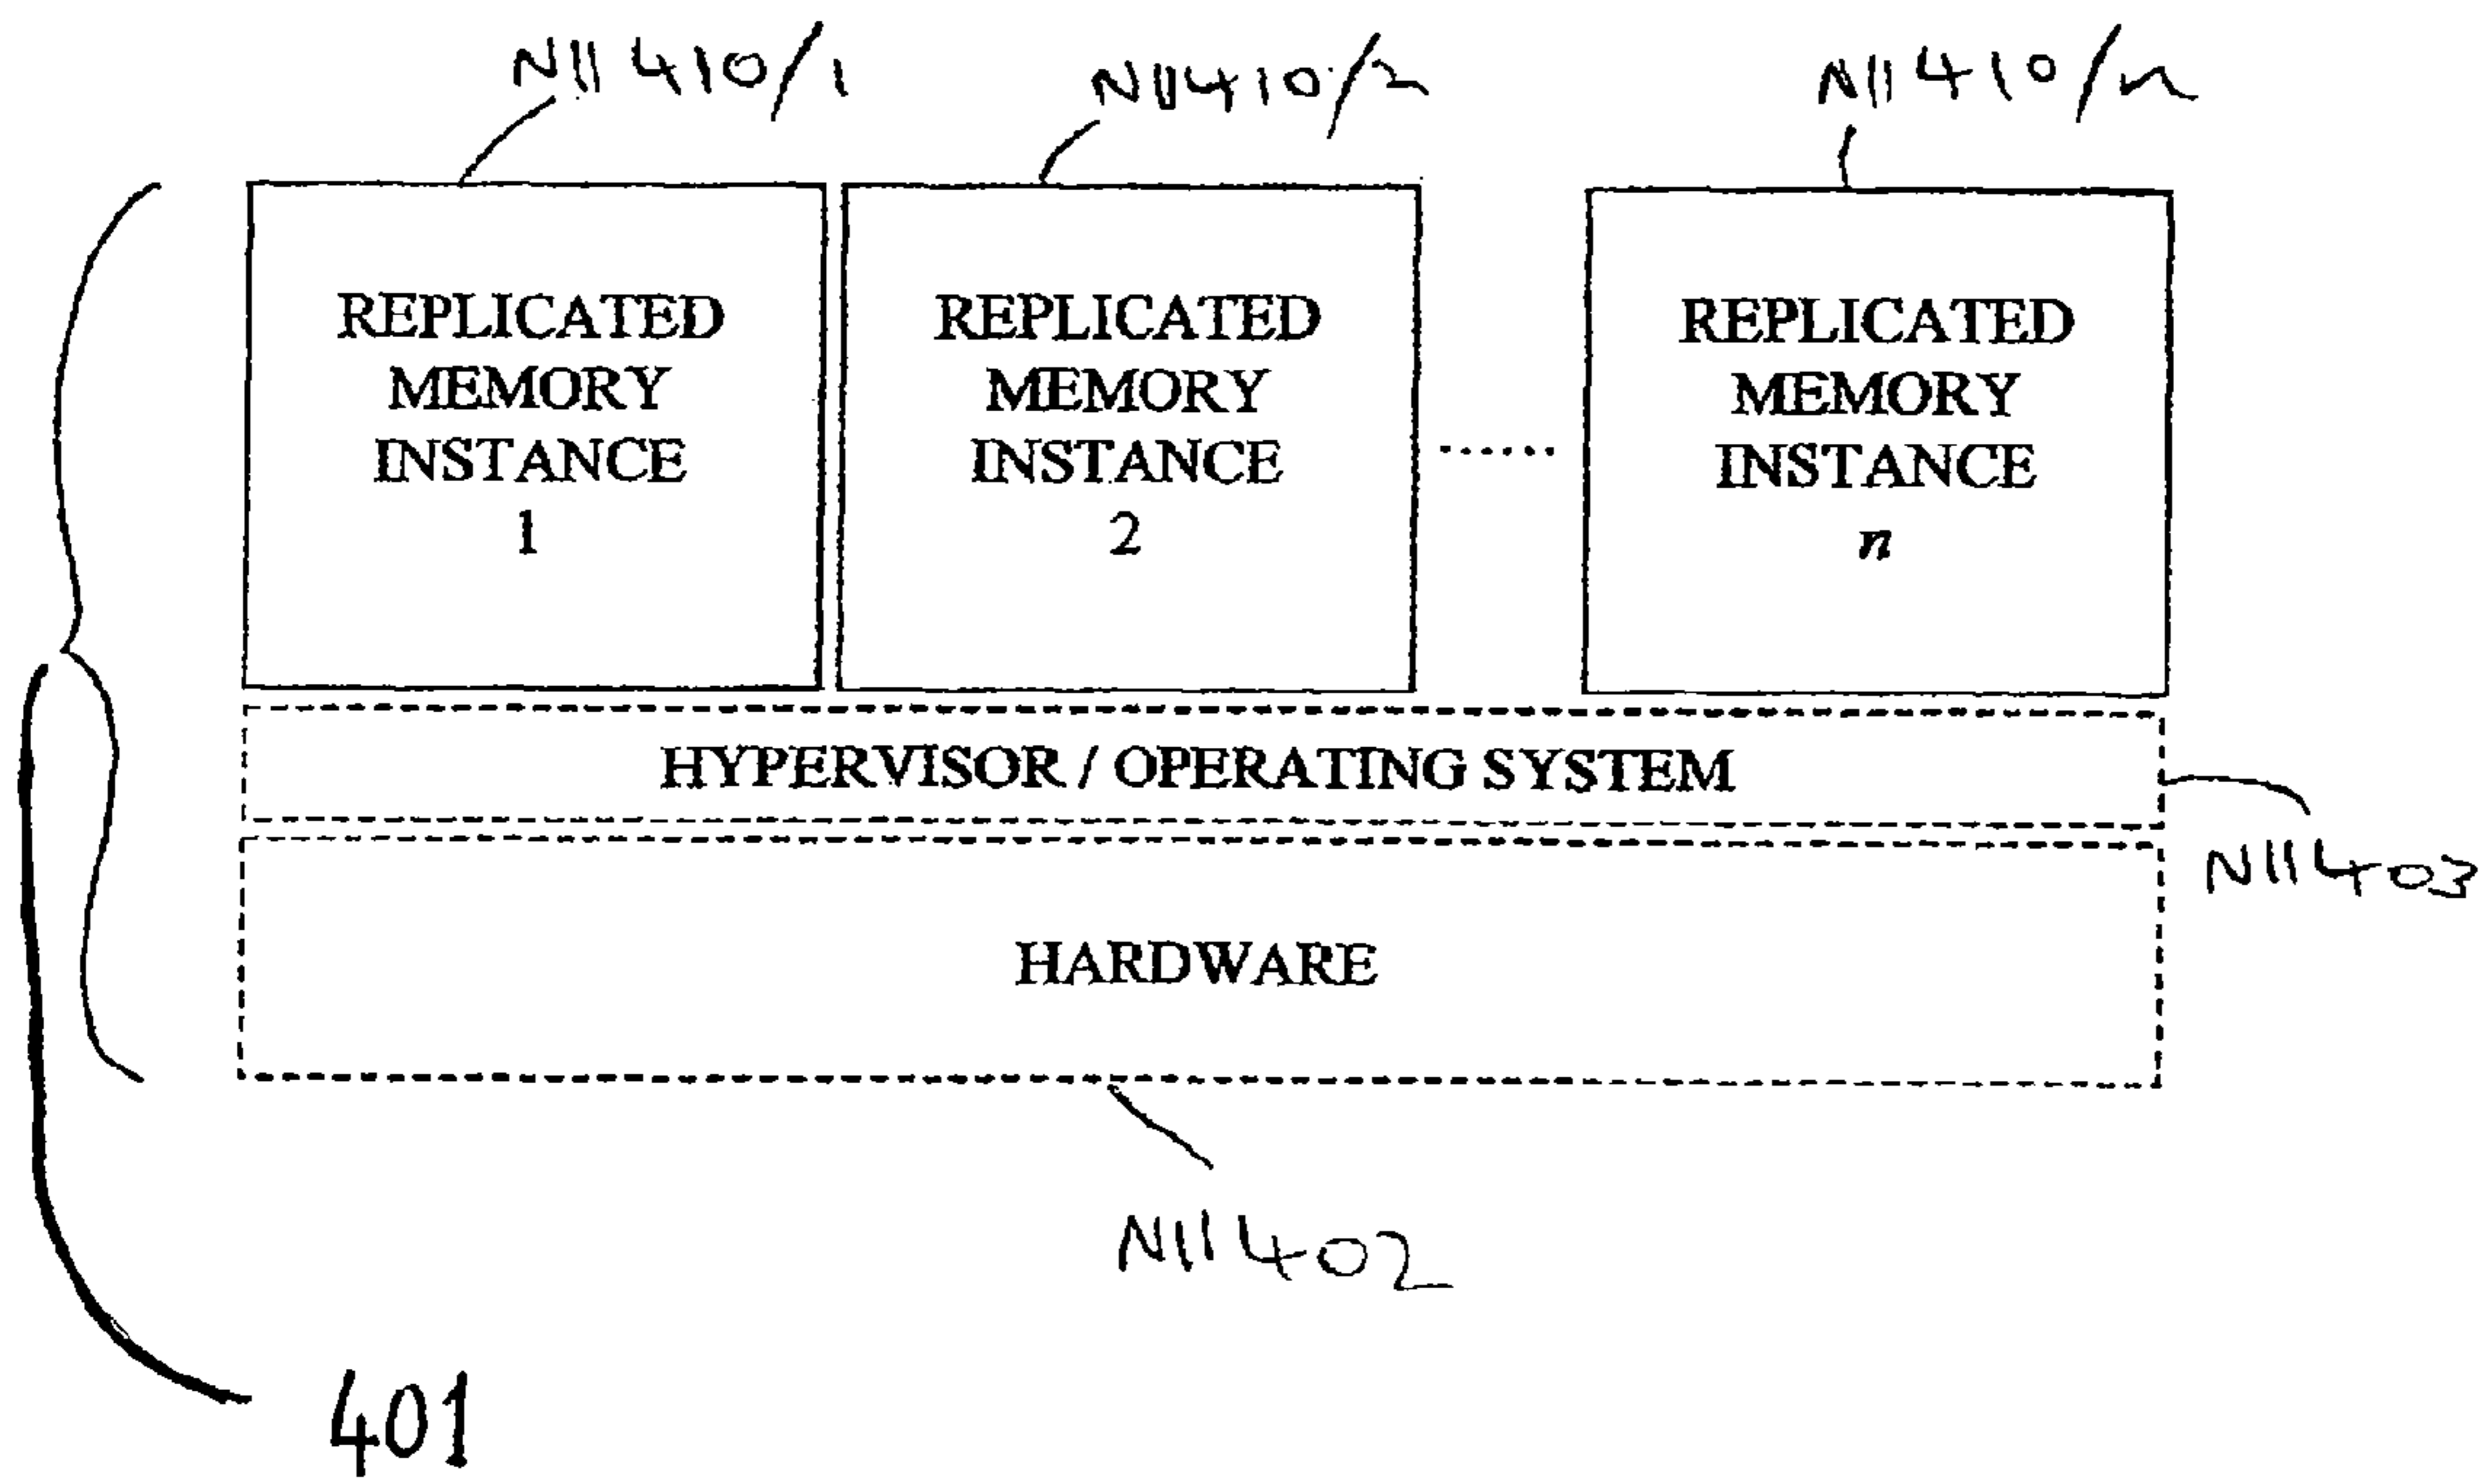 N11410/1
N11410/2
N11410/n
REPLICATED
MEMORY
INSTANCE
1
REPLICATED
MEMORY
INSTANCE
2
......
REPLICATED
MEMORY
INSTANCE
n
HYPERVISOR / OPERATING SYSTEM
N11403
HARDWARE
N11402
401